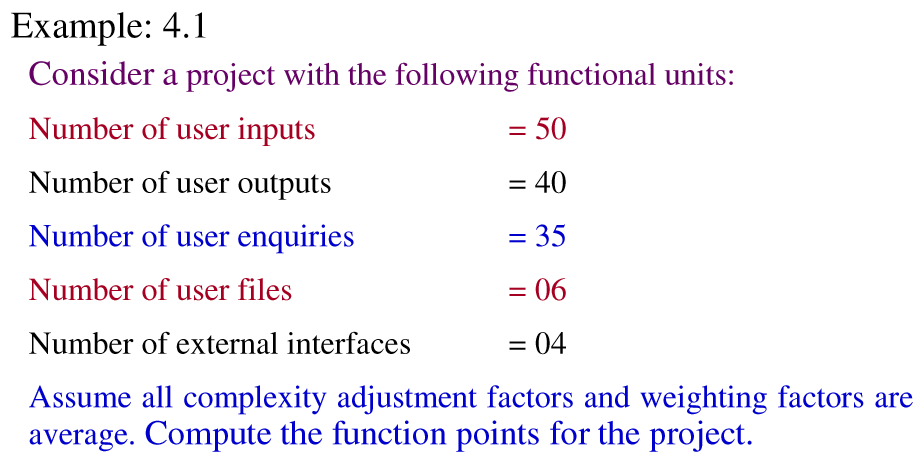 Example: 4.1
Consider a project with the following functional units:
Number of user inputs = 50
Number of user outputs = 40
Number of user enquiries = 35
Number of user files = 06
Number of external interfaces = 04
Assume all complexity adjustment factors and weighting factors are
average. Compute the function points for the project.